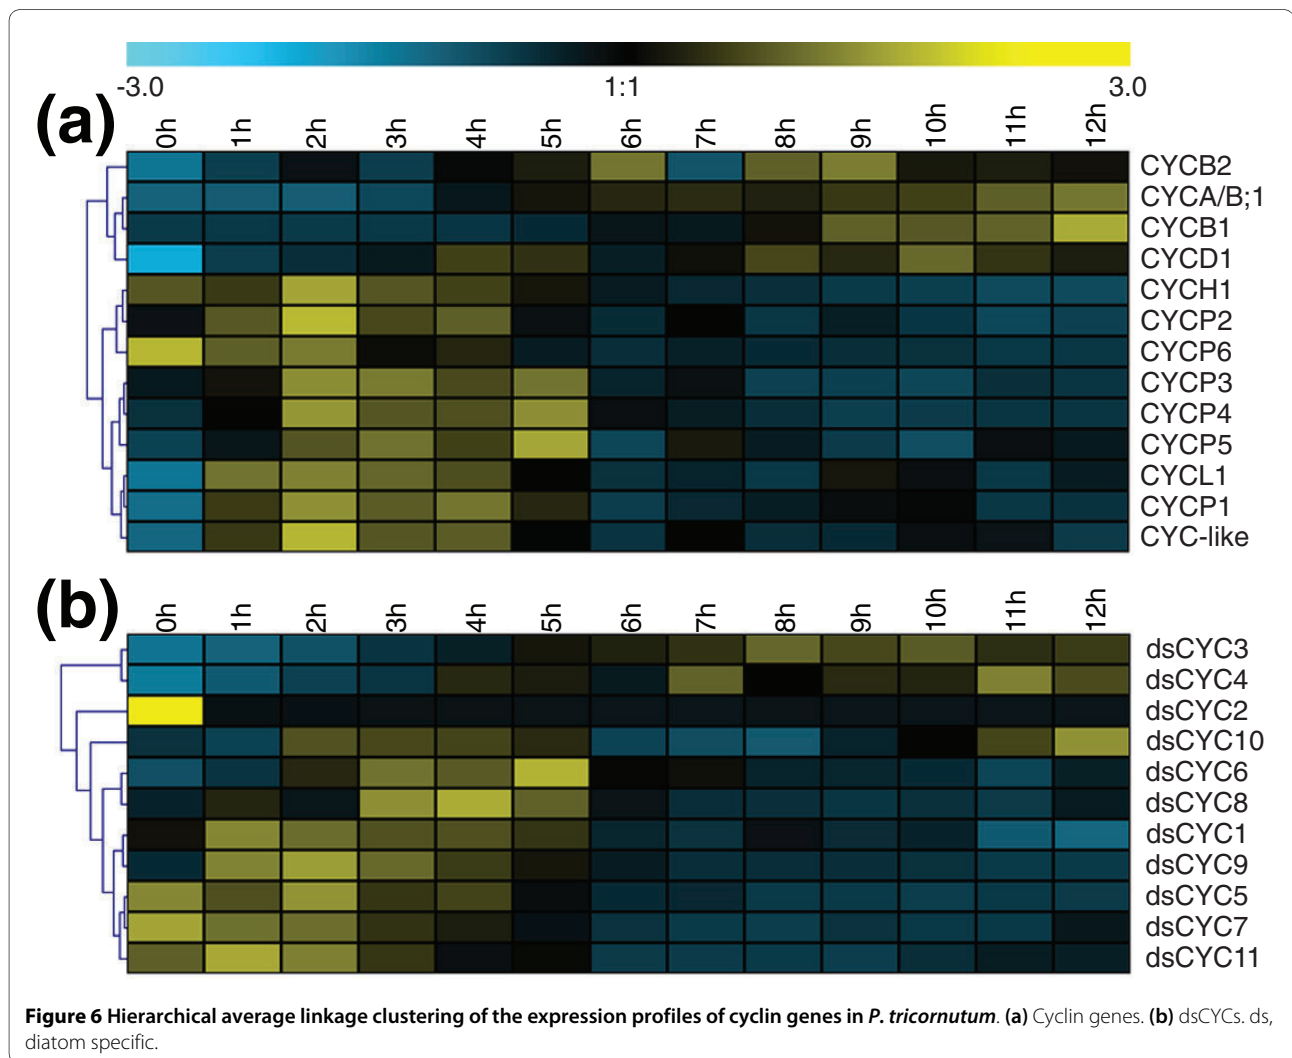 -3.0 1:1 3.0
(a)
0h 1h 2h 3h 4h 5h 6h 7h 8h 9h 10h 11h 12h
CYCB2
CYCA/B;1
CYCB1
CYCD1
CYCH1
CYCP2
CYCP6
CYCP3
CYCP4
CYCP5
CYCL1
CYCP1
CYC-like
(b)
0h 1h 2h 3h 4h 5h 6h 7h 8h 9h 10h 11h 12h
dsCYC3
dsCYC4
dsCYC2
dsCYC10
dsCYC6
dsCYC8
dsCYC1
dsCYC9
dsCYC5
dsCYC7
dsCYC11
Figure 6 Hierarchical average linkage clustering of the expression profiles of cyclin genes in P. tricornutum. (a) Cyclin genes. (b) dsCYCs. ds,
diatom specific.